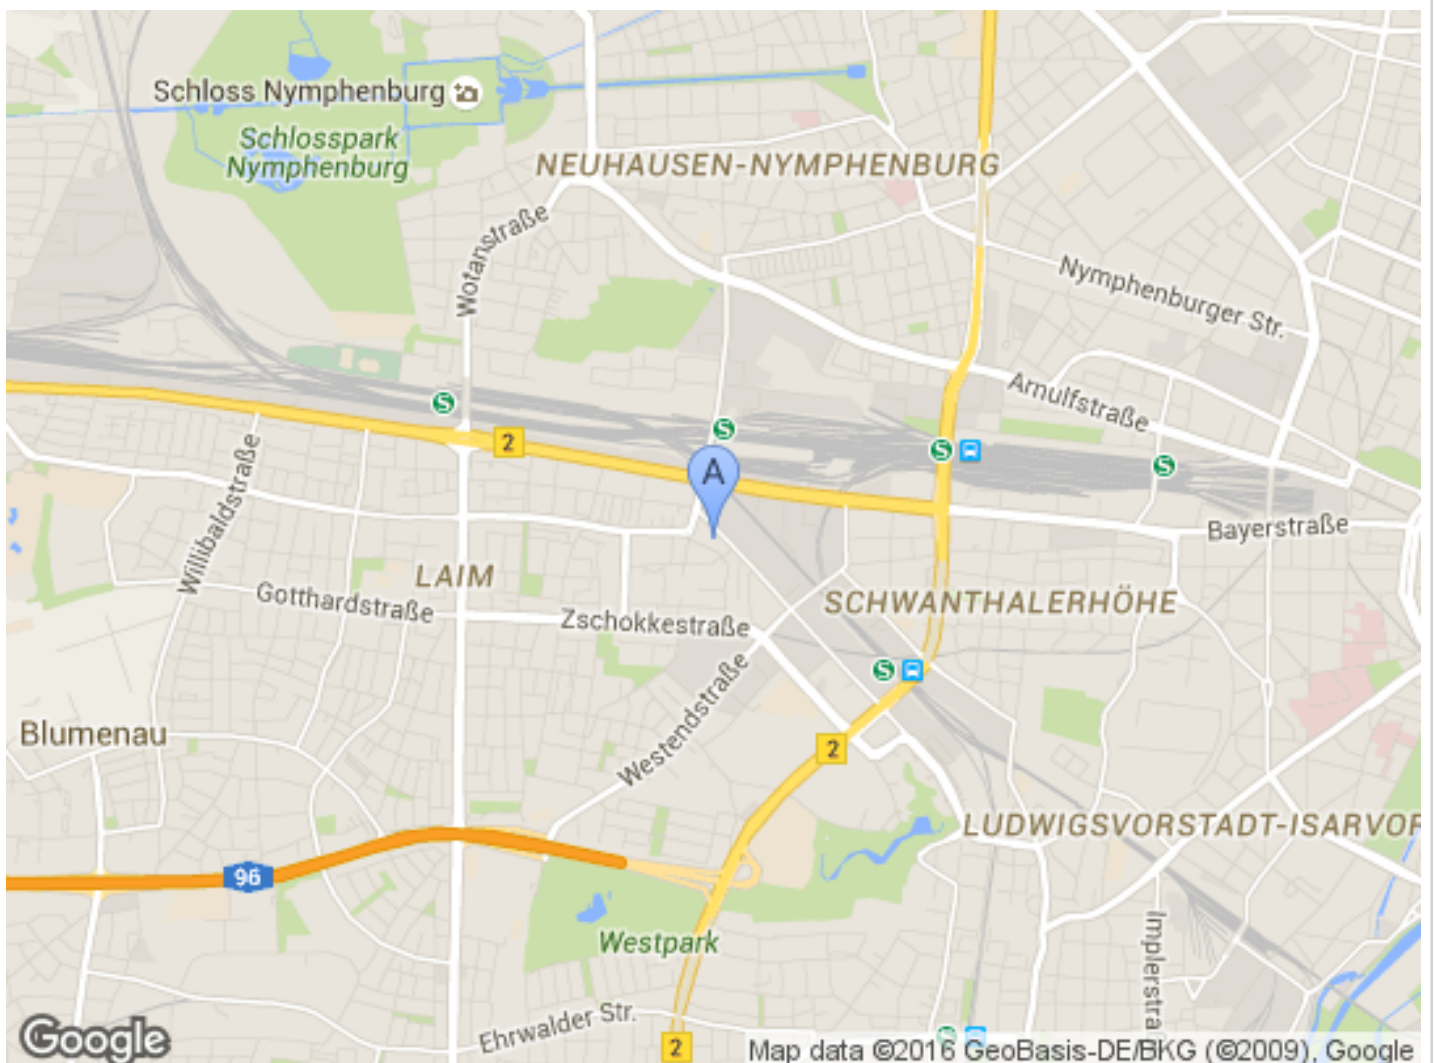 Schloss Nymphenburg
Schlosspark
Nymphenburg
NEUHAUSEN-NYMPHENBURG
Wotanstraße
Nymphenburger Str.
Arnulfstraße
S
S
2
S
S
A
Willibaldstraße
Bayerstraße
LAIM
Gotthardstraße
SCHWANTHALERHÖHE
Zschokkestraße
S
Westendstraße
Blumenau
2
LUDWIGSVORSTADT-ISARVOR
96
Westpark
Implerstra
Ehrwalder Str.
Google
2
S
Map data ©2016 GeoBasis-DE/BKG (©2009), Google